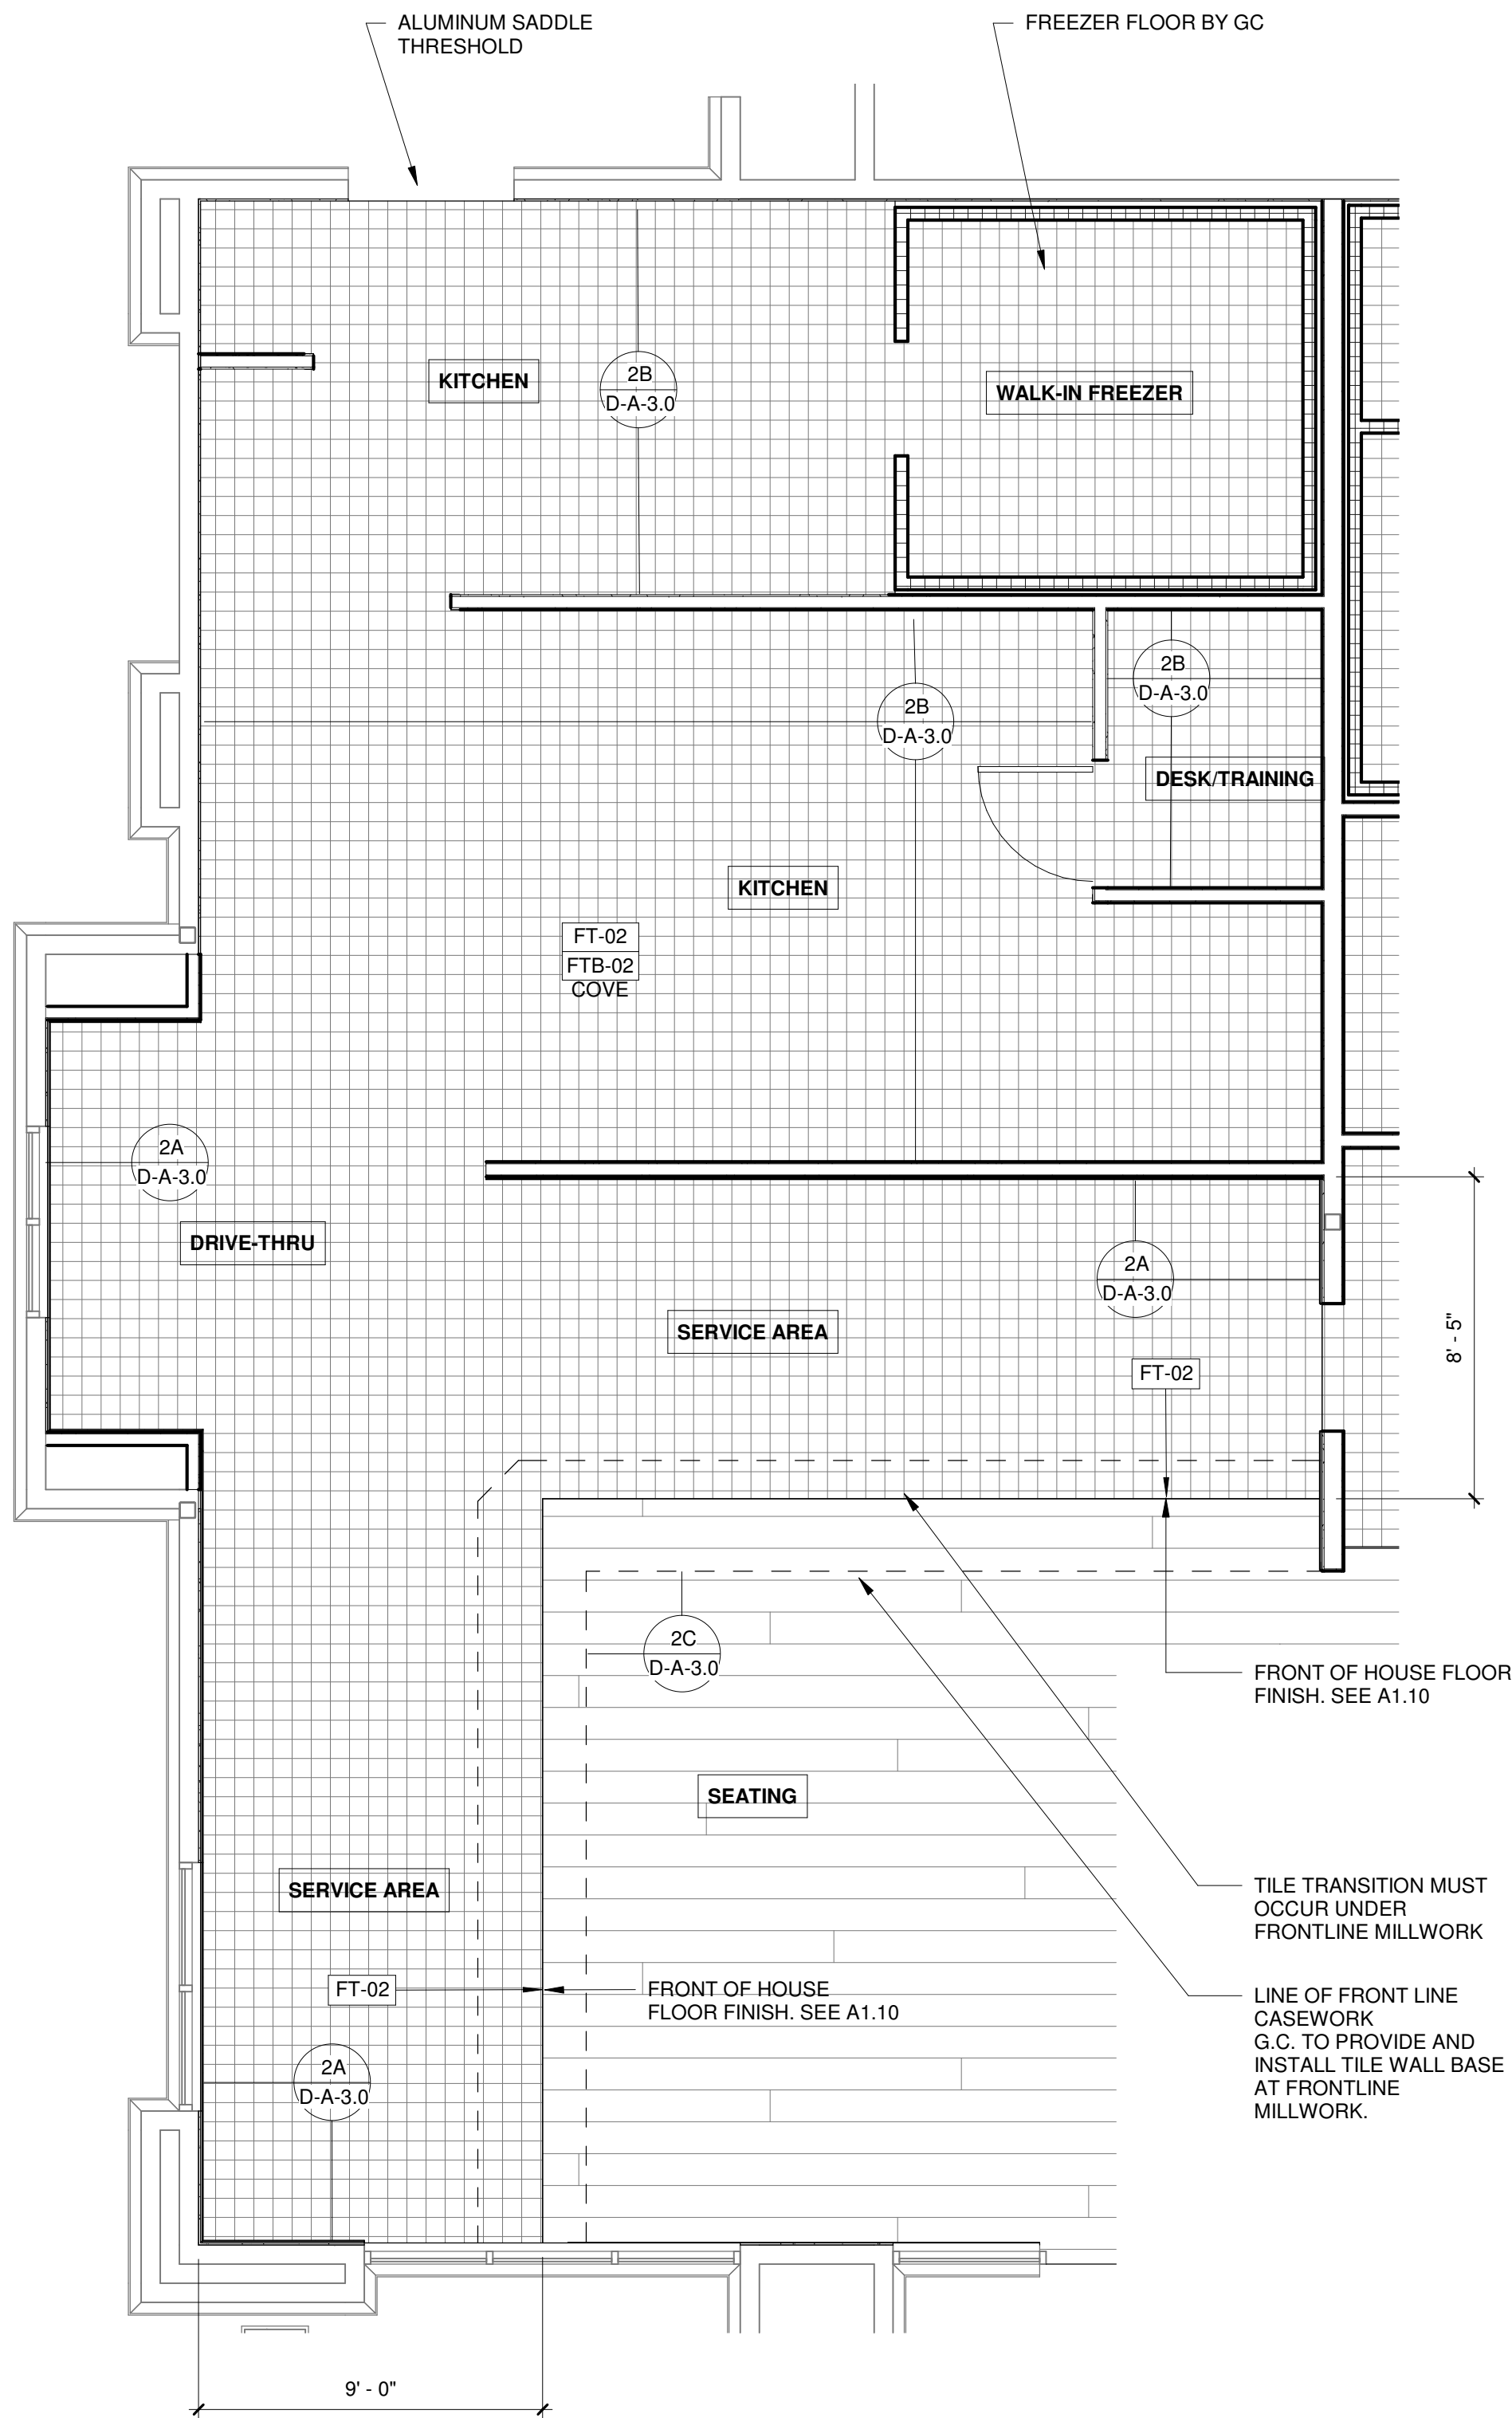 ALUMINUM SADDLE
THRESHOLD
FREEZER FLOOR BY GC
KITCHEN
2B
D-A-3.0
WALK-IN FREEZER
2B
D-A-3.0
2B
D-A-3.0
DESK/TRAINING
KITCHEN
FT-02
FTB-02
COVE
2A
D-A-3.0
DRIVE-THRU
2A
D-A-3.0
SERVICE AREA
8' - 5"
FT-02
2C
D-A-3.0
FRONT OF HOUSE FLOOR
FINISH. SEE A1.10
SEATING
SERVICE AREA
TILE TRANSITION MUST
OCCUR UNDER
FRONTLINE MILLWORK
FT-02
FRONT OF HOUSE
FLOOR FINISH. SEE A1.10
LINE OF FRONT LINE
CASEWORK
G.C. TO PROVIDE AND
INSTALL TILE WALL BASE
AT FRONTLINE
MILLWORK.
2A
D-A-3.0
9' - 0"